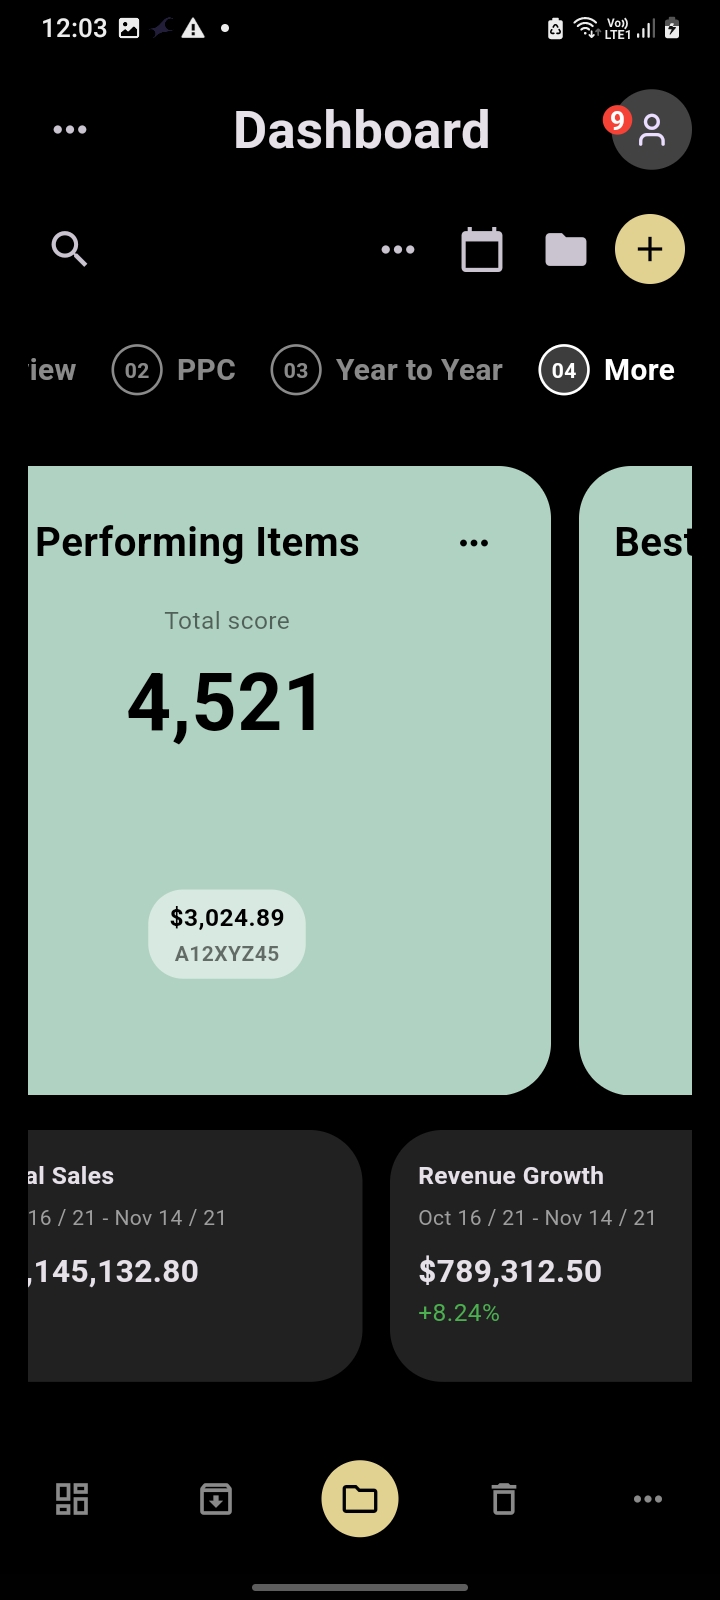 12:03
Vo)) LTE1
Dashboard
9
iew 02 PPC 03 Year to Year 04 More
Performing Items
Best
Total score
4,521
$3,024.89
A12XYZ45
al Sales
16 / 21 - Nov 14 / 21
,145,132.80
Revenue Growth
Oct 16 / 21 - Nov 14 / 21
$789,312.50
+8.24%